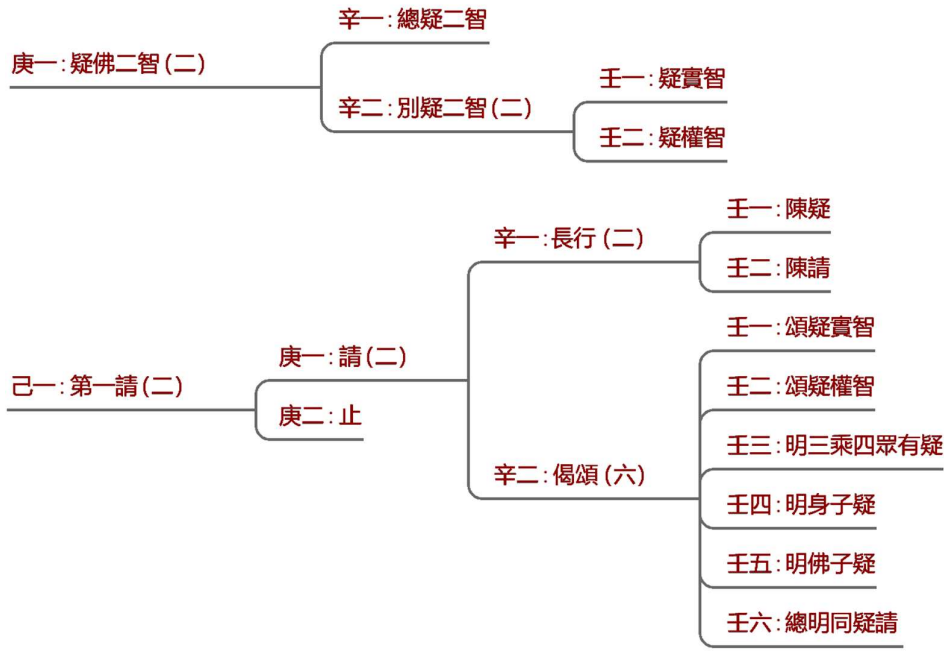 庚一：疑佛二智(二)
辛一：總疑二智
辛二：別疑二智(二)
壬一：疑實智
壬二：疑權智
己一：第一請(二)
庚一：請(二)
辛一：長行(二)
壬一：陳疑
壬二：陳請
辛二：偈頌(六)
壬一：頌疑實智
壬二：頌疑權智
壬三：明三乘四眾有疑
壬四：明身子疑
壬五：明佛子疑
壬六：總明同疑請
庚二：止